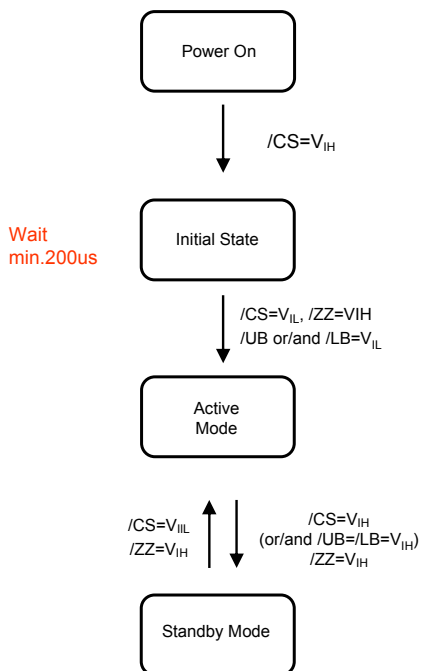 Power On
/CS=VIH
Wait
min.200us
Initial State
/CS=VIL, /ZZ=VIH
/UB or/and /LB=VIL
Active
Mode
/CS=VIIL
/ZZ=VIH
/CS=VIH
(or/and /UB=/LB=VIH)
/ZZ=VIH
Standby Mode